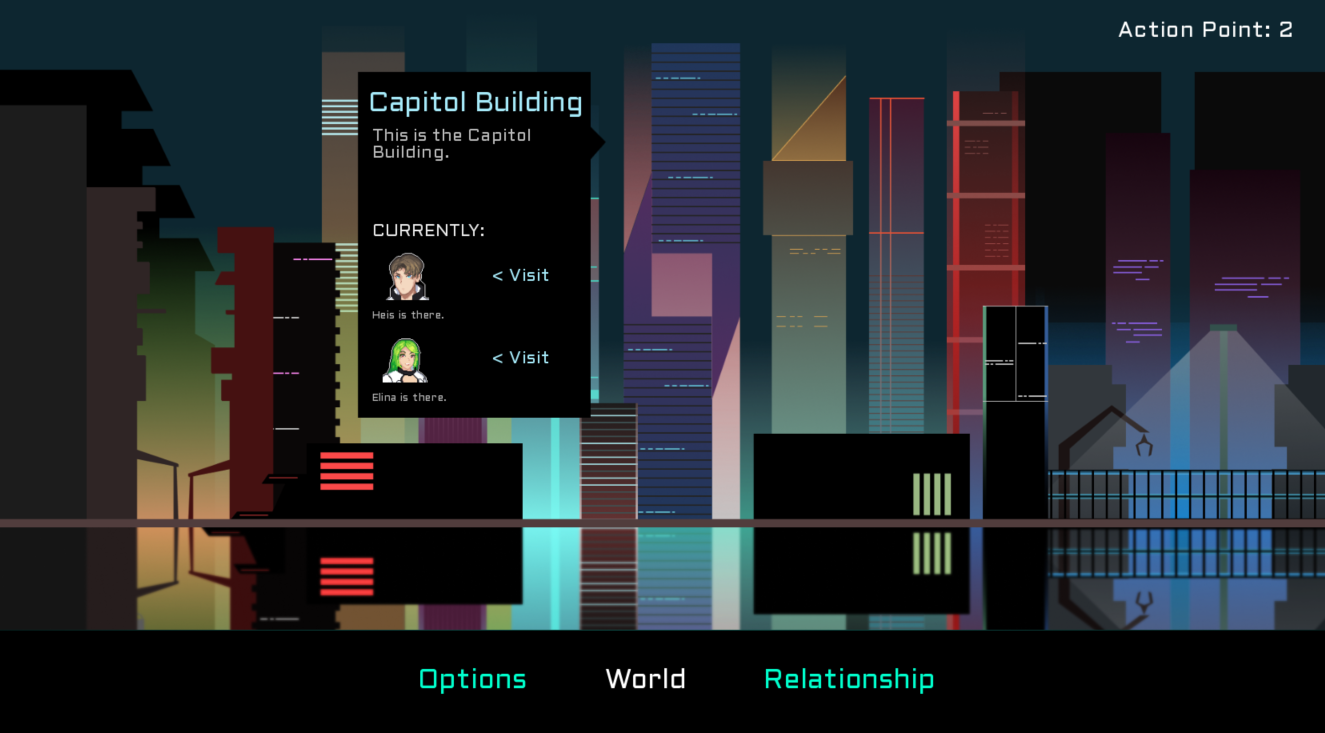 Action Point: 2
Capitol Building
This is the Capitol
Building.
CURRENTLY:
< Visit
Heis is there.
< Visit
Elina is there.
Options
World
Relationship